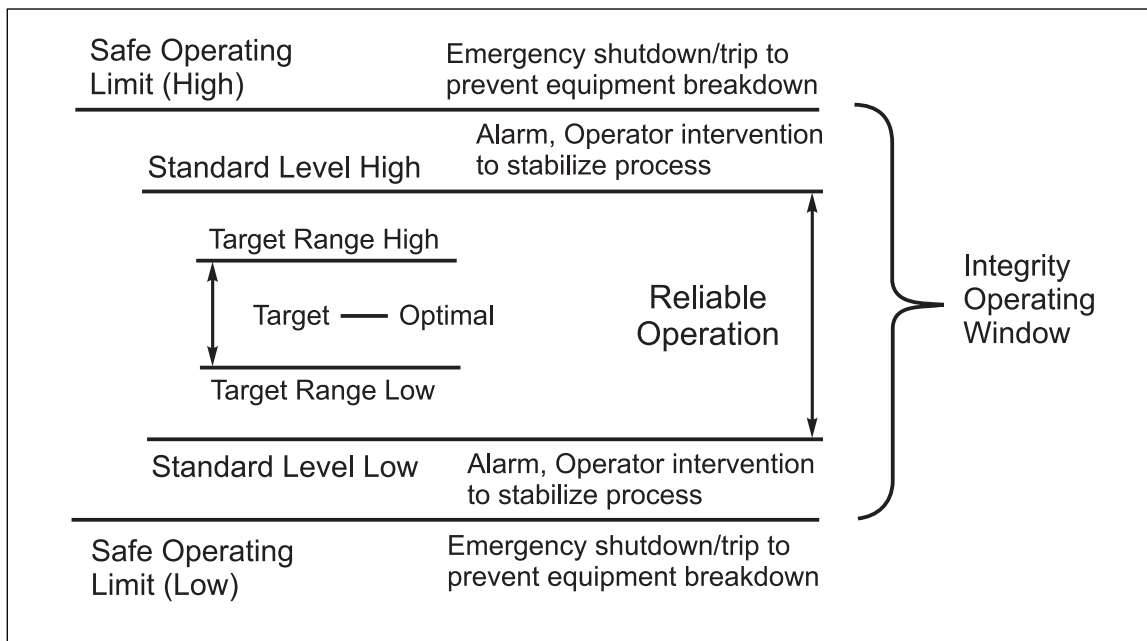 Safe Operating
Limit (High)
Emergency shutdown/trip to
prevent equipment breakdown
Alarm, Operator intervention
to stabilize process
Standard Level High
Target Range High
Target — Optimal
Target Range Low
Reliable
Operation
Integrity
Operating
Window
Standard Level Low
Alarm, Operator intervention
to stabilize process
Safe Operating
Limit (Low)
Emergency shutdown/trip to
prevent equipment breakdown